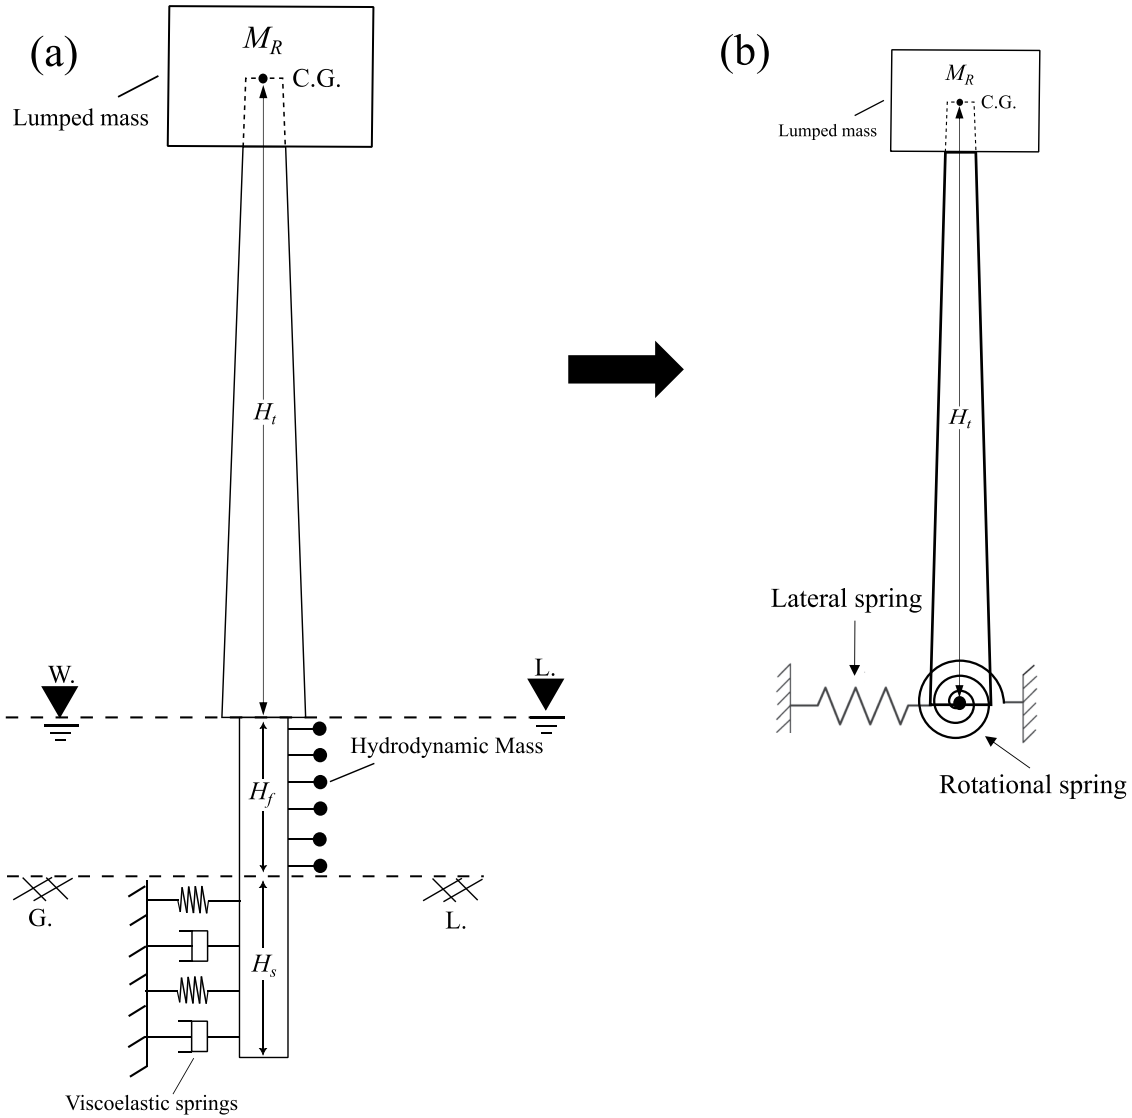 (a)
M_R
C.G.
Lumped mass
H_t
W.
L.
Hydrodynamic Mass
H_f
G.
L.
H_s
Viscoelastic springs
(b)
M_R
C.G.
Lumped mass
H_t
Lateral spring
Rotational spring